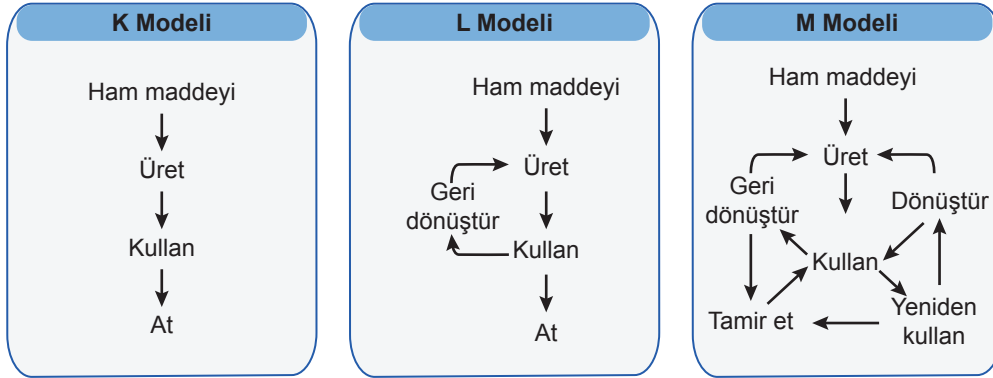 K Modeli
Ham maddeyi
Üret
Kullan
At
L Modeli
Ham maddeyi
Üret
Geri
dönüştür
Kullan
At
M Modeli
Ham maddeyi
Üret
Geri
dönüştür
Dönüştür
Kullan
Tamir et
Yeniden
kullan